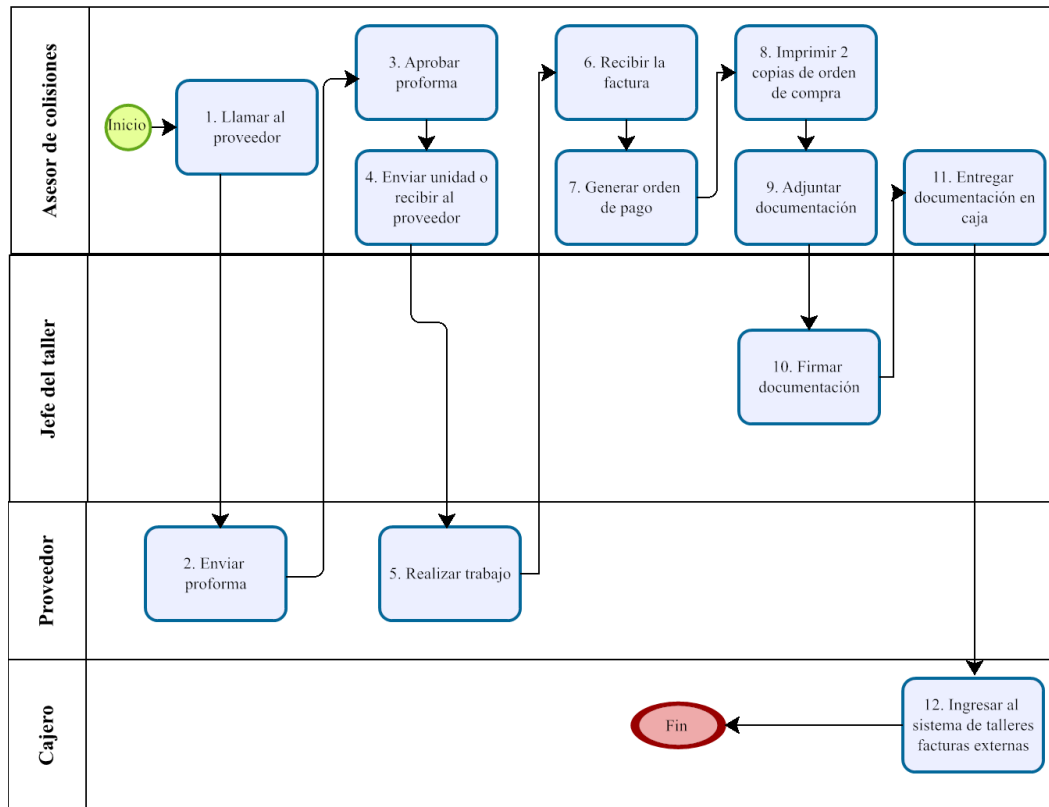 Asesor de colisiones
Inicio
1. Llamar al
proveedor
3. Aprobar
proforma
4. Enviar unidad o
recibir al
proveedor
6. Recibir la
factura
7. Generar orden
de pago
8. Imprimir 2
copias de orden
de compra
9. Adjuntar
documentación
11. Entregar
documentación en
caja
Jefe del taller
10. Firmar
documentación
Proveedor
2. Enviar
proforma
5. Realizar trabajo
Cajero
Fin
12. Ingresar al
sistema de talleres
facturas externas